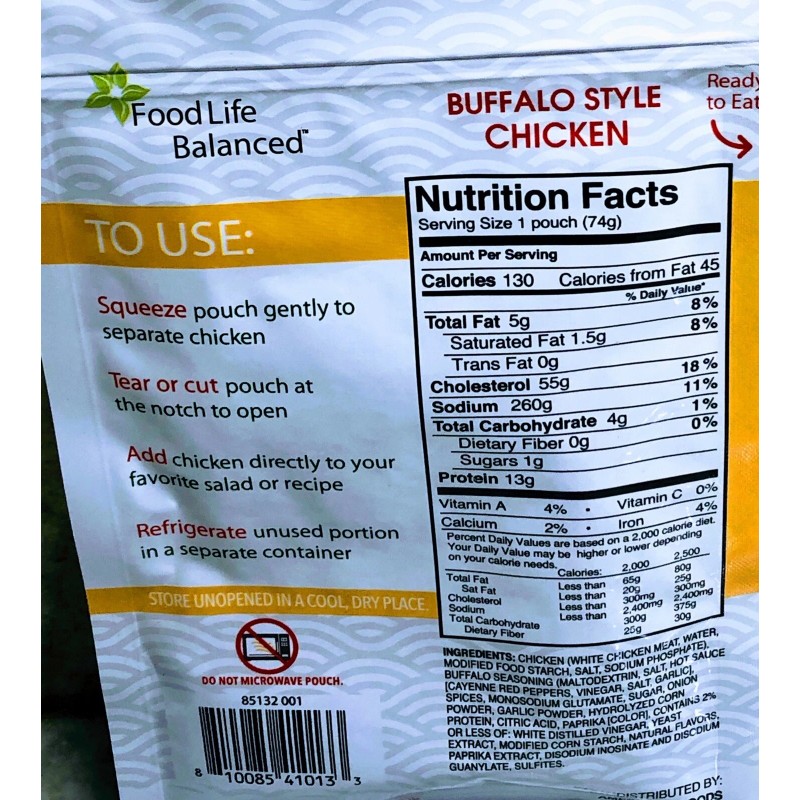 Food Life
Balanced™
BUFFALO STYLE
CHICKEN
Ready
to Eat
TO USE:
Squeeze pouch gently to
separate chicken
Tear or cut pouch at
the notch to open
Add chicken directly to your
favorite salad or recipe
Refrigerate unused portion
in a separate container
STORE UNOPENED IN A COOL, DRY PLACE.
DO NOT MICROWAVE POUCH.
85132 001
8 10085 41013 3
Nutrition Facts
Serving Size 1 pouch (74g)
Amount Per Serving
Calories 130 Calories from Fat 45
% Daily Value*
Total Fat 5g 8%
Saturated Fat 1.5g 8%
Trans Fat 0g
Cholesterol 55g 18%
Sodium 260g 11%
Total Carbohydrate 4g 1%
Dietary Fiber 0g 0%
Sugars 1g
Protein 13g
Vitamin A 4% • Vitamin C 0%
Calcium 2% • Iron 4%
Percent Daily Values are based on a 2,000 calorie diet.
Your Daily Value may be higher or lower depending
on your calorie needs.
Calories: 2,000 2,500
Total Fat Less than 65g 80g
Sat Fat Less than 20g 25g
Cholesterol Less than 300mg 300mg
Sodium Less than 2,400mg 2,400mg
Total Carbohydrate 300g 375g
Dietary Fiber 25g 30g
INGREDIENTS: CHICKEN (WHITE CHICKEN MEAT, WATER,
MODIFIED FOOD STARCH, SALT, SODIUM PHOSPHATE),
BUFFALO SEASONING (MALTODEXTRIN, SALT, HOT SAUCE
[CAYENNE RED PEPPERS, VINEGAR, SALT, GARLIC],
SPICES, MONOSODIUM GLUTAMATE, SUGAR, ONION
POWDER, GARLIC POWDER, HYDROLYZED CORN
PROTEIN, CITRIC ACID, PAPRIKA [COLOR], CONTAINS 2%
OR LESS OF: WHITE DISTILLED VINEGAR, YEAST
EXTRACT, MODIFIED CORN STARCH, NATURAL FLAVORS,
PAPRIKA EXTRACT, DISODIUM INOSINATE AND DISODIUM
GUANYLATE, SULFITES.
DISTRIBUTED BY: